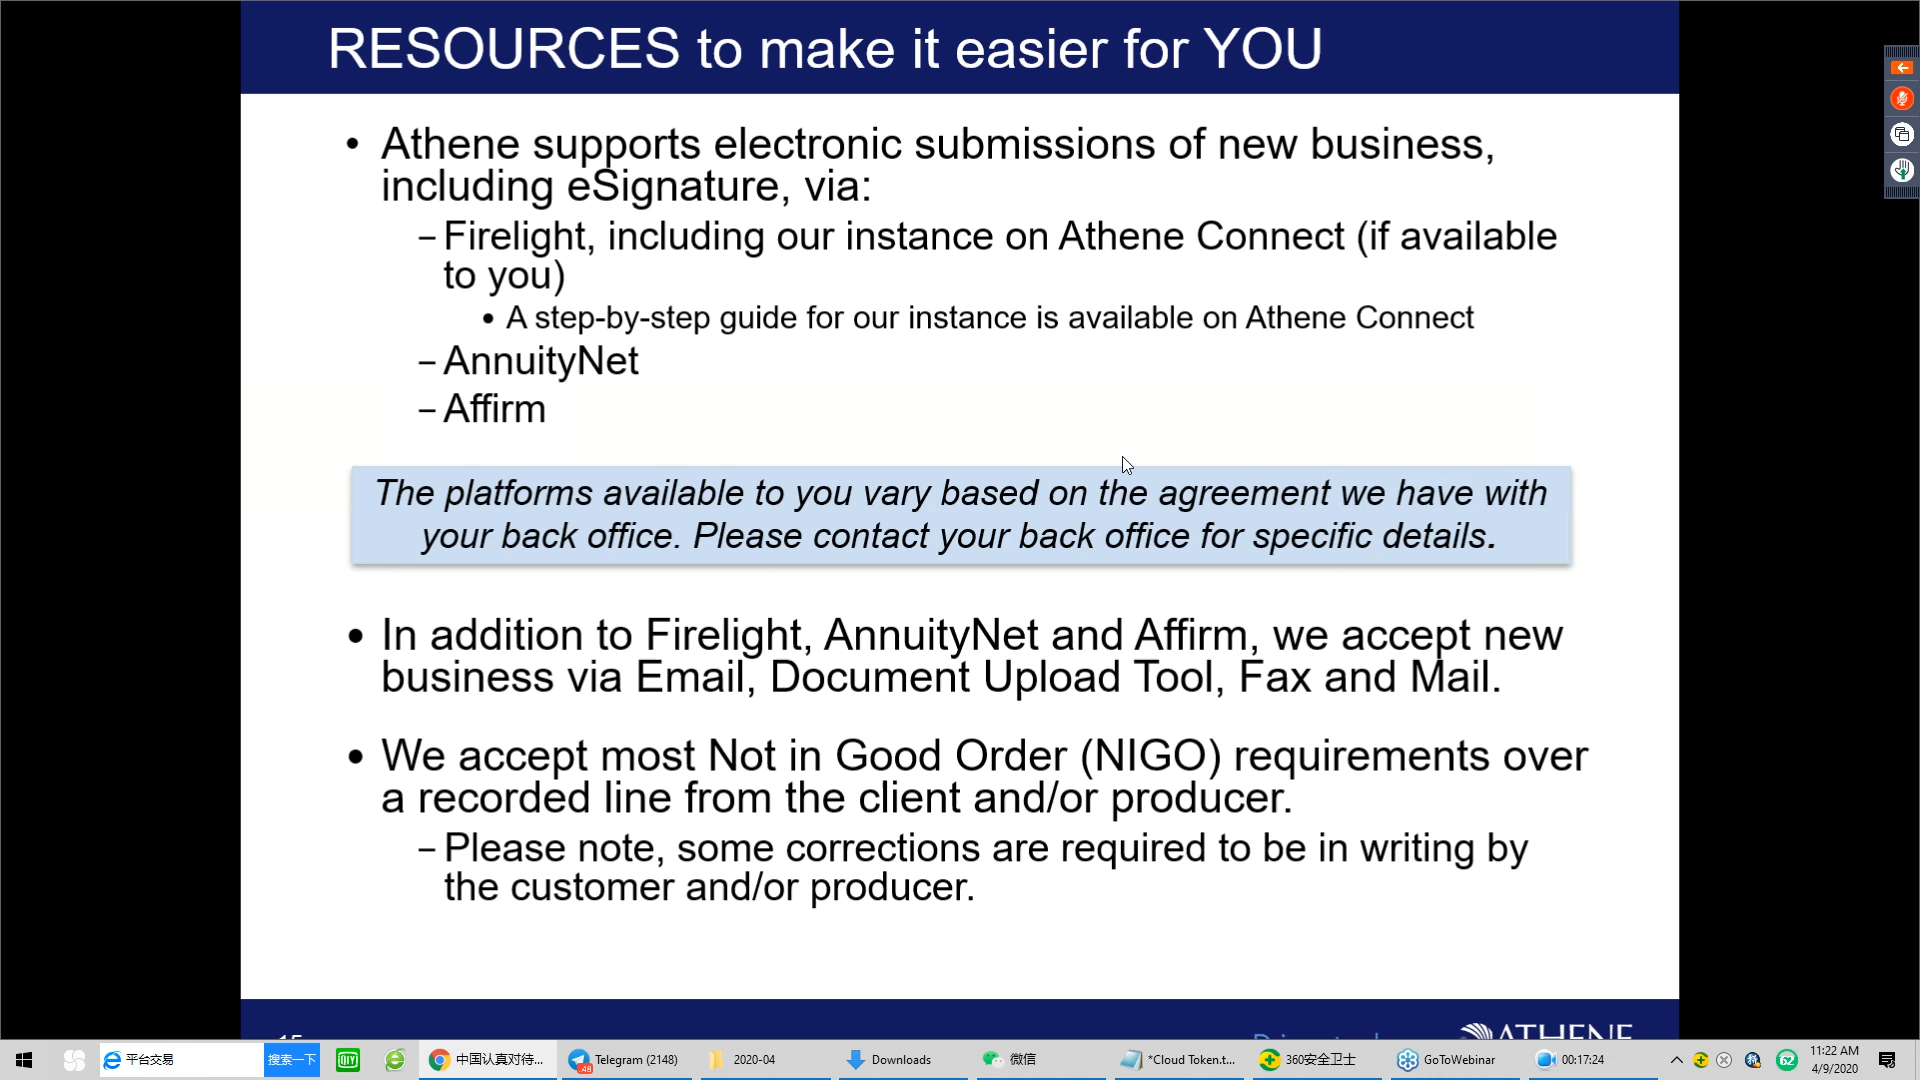 RESOURCES to make it easier for YOU
• Athene supports electronic submissions of new business,
including eSignature, via:
– Firelight, including our instance on Athene Connect (if available
to you)
• A step-by-step guide for our instance is available on Athene Connect
– AnnuityNet
– Affirm
The platforms available to you vary based on the agreement we have with
your back office. Please contact your back office for specific details.
• In addition to Firelight, AnnuityNet and Affirm, we accept new
business via Email, Document Upload Tool, Fax and Mail.
• We accept most Not in Good Order (NIGO) requirements over
a recorded line from the client and/or producer.
– Please note, some corrections are required to be in writing by
the customer and/or producer.
15
ATHENE
平台交易 搜索一下 中国认真对待... Telegram (2148) 2020-04 Downloads 微信 *Cloud Token.t... 360安全卫士 GoToWebinar 00:17:24 62 11:22 AM
4/9/2020